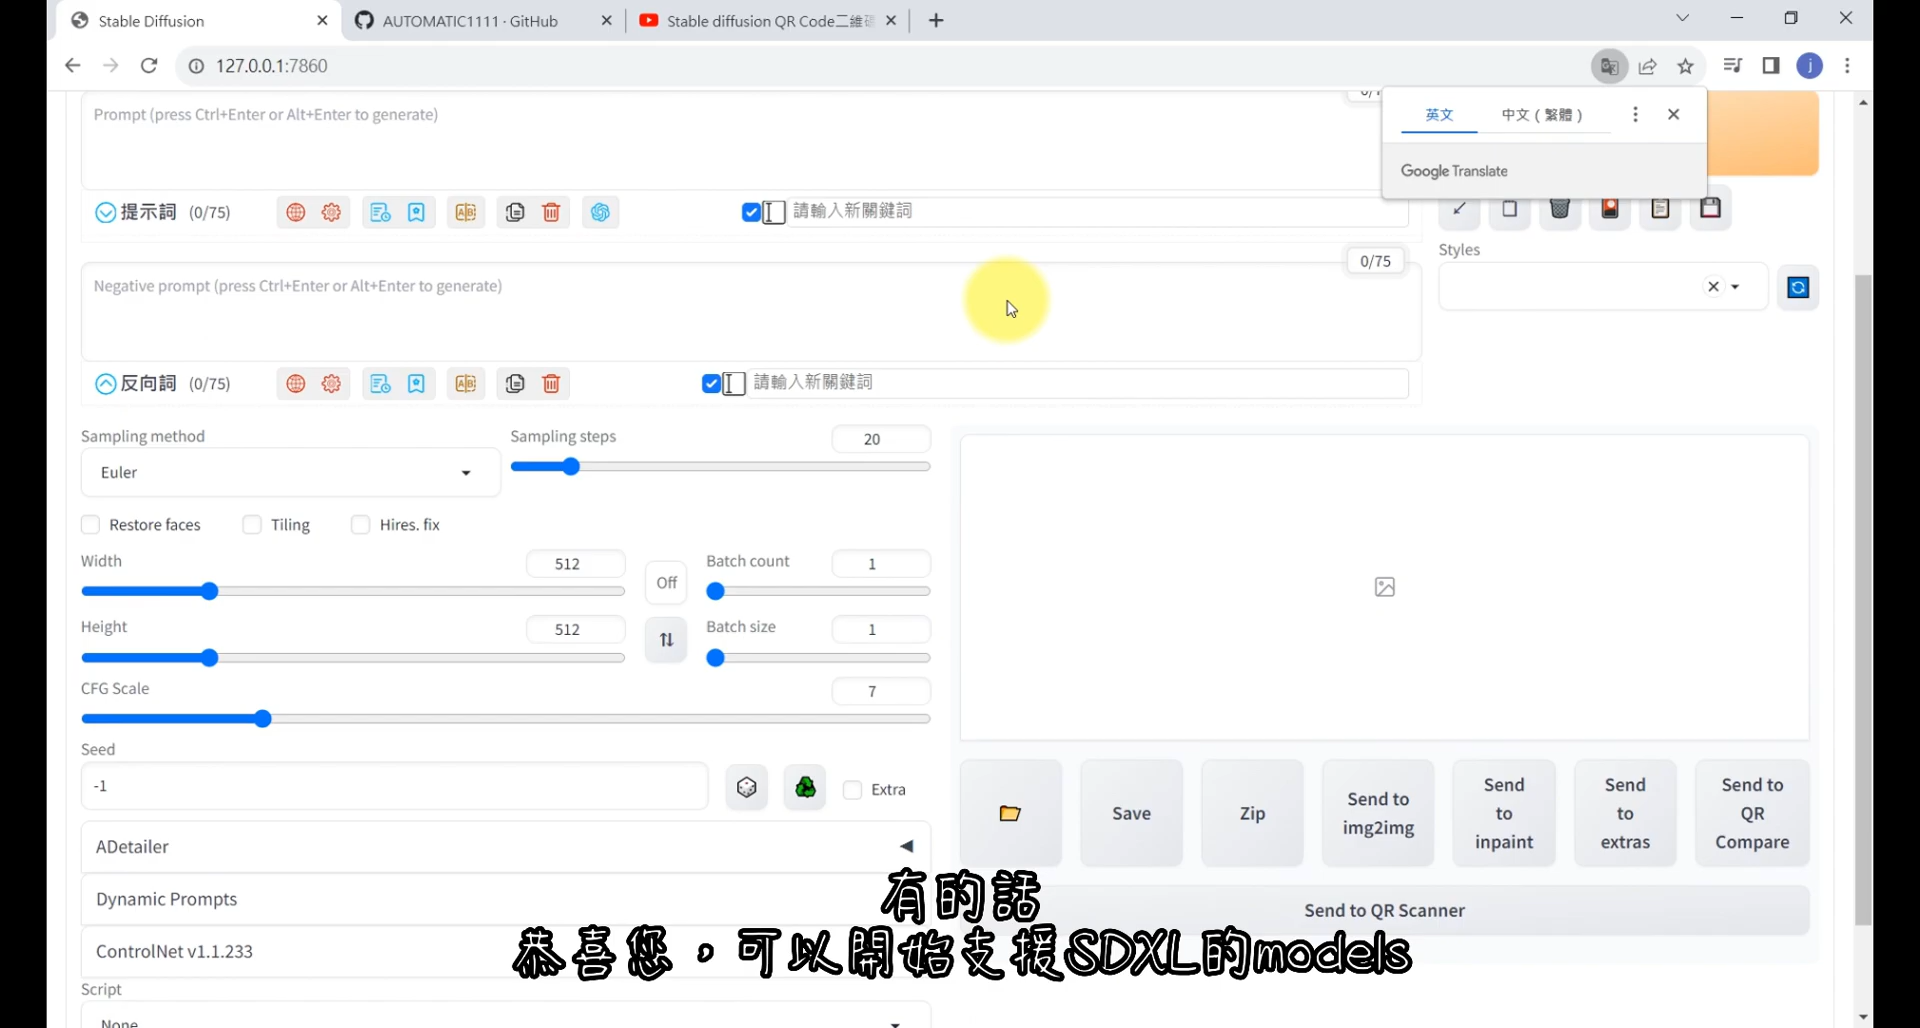 Stable Diffusion
AUTOMATIC1111 · GitHub
Stable diffusion QR Code二維
127.0.0.1:7860
英文
中文（繁體）
Google Translate
Prompt (press Ctrl+Enter or Alt+Enter to generate)
提示詞 (0/75)
請輸入新關鍵詞
Styles
0/75
Negative prompt (press Ctrl+Enter or Alt+Enter to generate)
反向詞 (0/75)
請輸入新關鍵詞
Sampling method
Euler
Sampling steps
20
Restore faces
Tiling
Hires. fix
Width
512
Off
Batch count
1
Height
512
Batch size
1
CFG Scale
7
Seed
-1
Extra
Save
Zip
Send to
img2img
Send
to
inpaint
Send
to
extras
Send to
QR
Compare
Send to QR Scanner
ADetailer
Dynamic Prompts
ControlNet v1.1.233
Script
None
有的話
恭喜您，可以開始支援SDXL的models